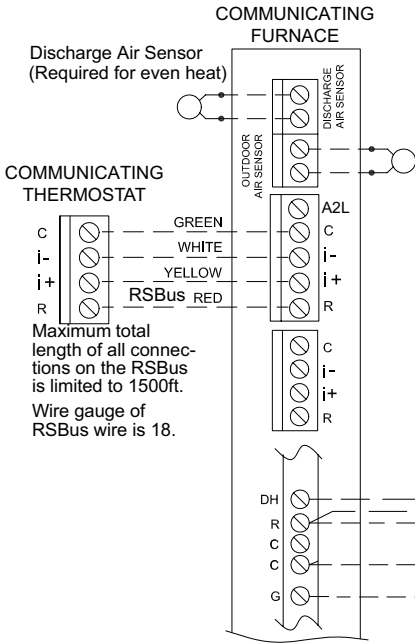 COMMUNICATING
FURNACE
Discharge Air Sensor
(Required for even heat)
DISCHARGE
AIR SENSOR
OUTDOOR
AIR SENSOR
COMMUNICATING
THERMOSTAT
A2L
C
GREEN
C
i-
WHITE
i-
i+
YELLOW
i+
R
RSBus
RED
R
Maximum total
length of all connec-
tions on the RSBus
is limited to 1500ft.
Wire gauge of
RSBus wire is 18.
C
i-
i+
R
DH
R
C
C
G